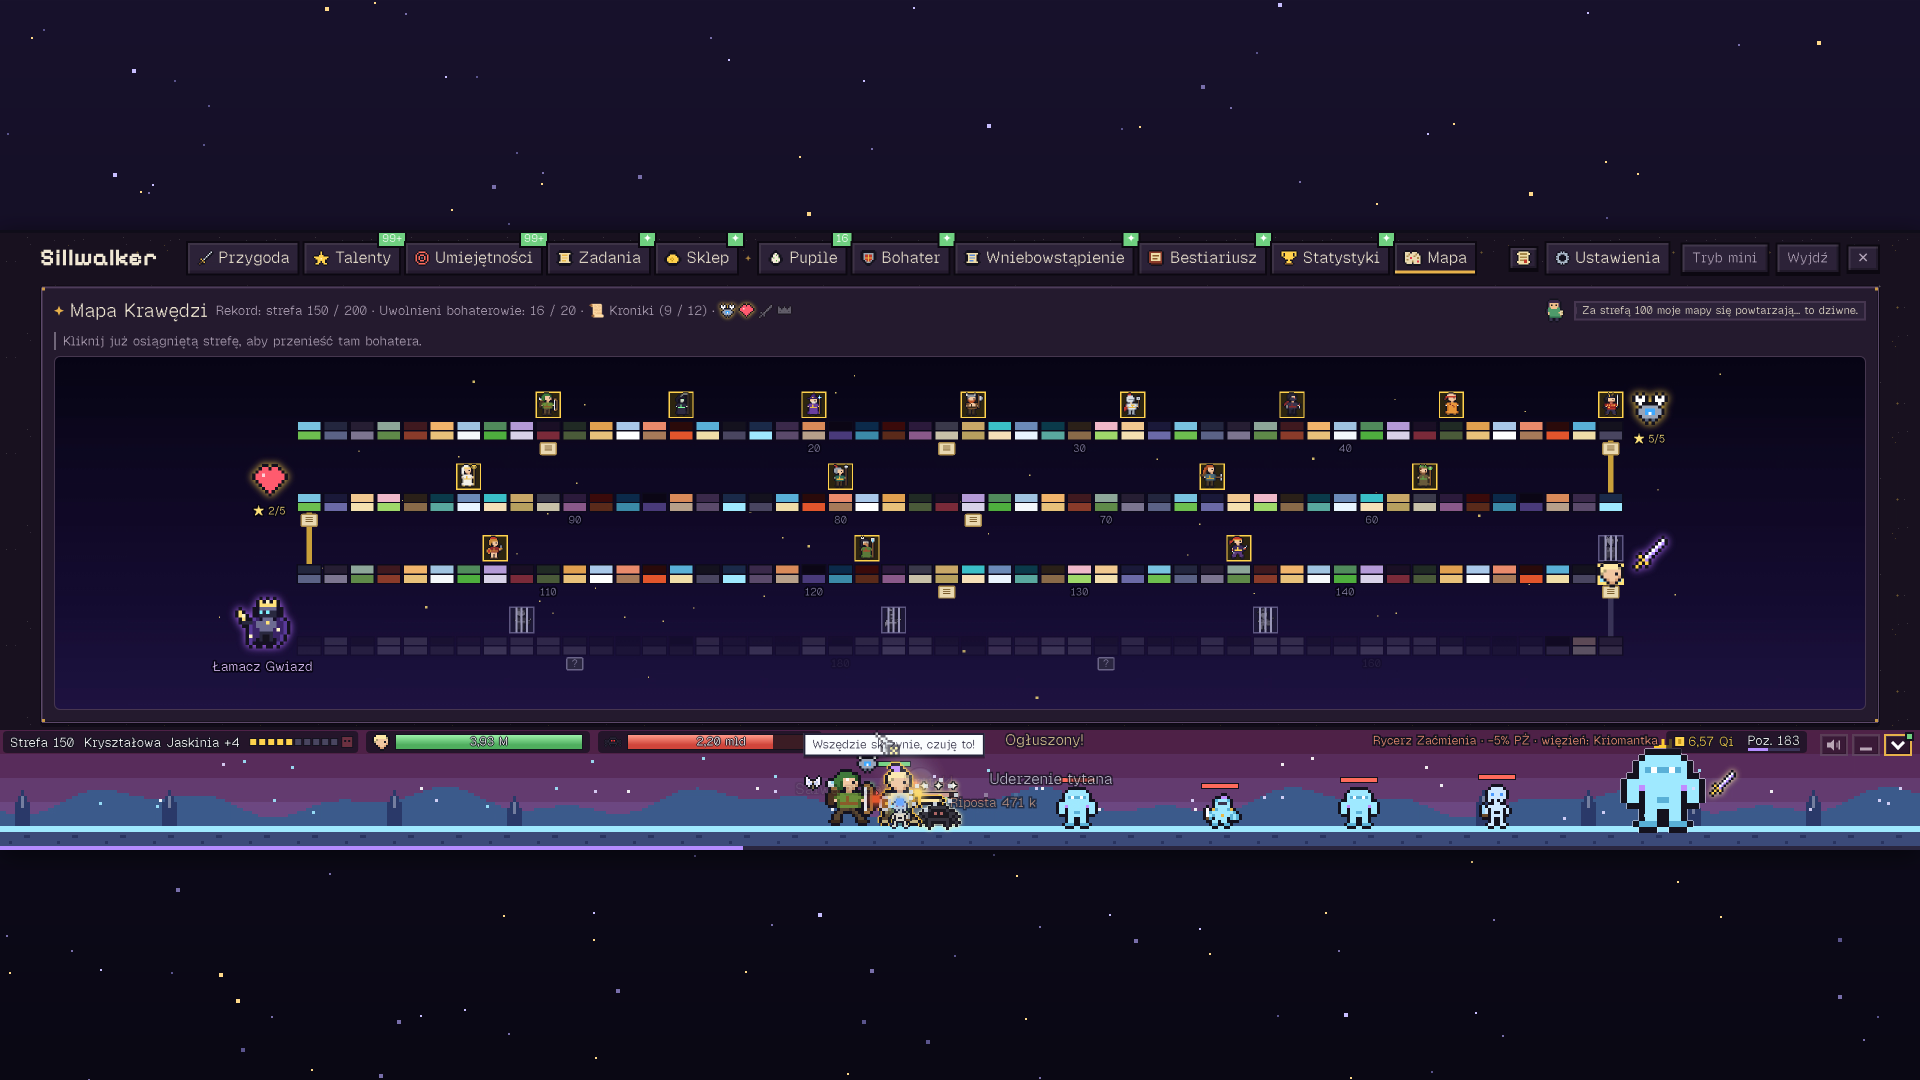 Sillwalker
Przygoda
99+
Talenty
99+
Umiejętności
Zadania
Sklep
16
Pupile
Bohater
Wniebowstąpienie
Bestiariusz
Statystyki
Mapa
Ustawienia
Tryb mini
Wyjdź
Mapa Krawędzi Rekord: strefa 150 / 200 · Uwolnieni bohaterowie: 16 / 20 · Kroniki (9 / 12) ·
Za strefą 100 moje mapy się powtarzają… to dziwne.
Kliknij już osiągniętą strefę, aby przenieść tam bohatera.
20 30 40
5/5
2/5
90 80 70 60
110 120 130 140
Łamacz Gwiazd
? ?
Strefa 150 Kryształowa Jaskinia +4
3,93 M
2,20 mld
Ogłuszony!
Rycerz Zaćmienia · -5% PŻ · więzień: Kriomantka
6,57 Qi
Poz. 183
Uderzenie tytana
Riposta 471 k